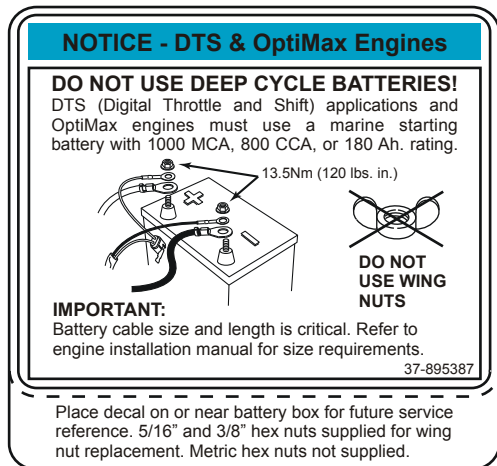 NOTICE - DTS & OptiMax Engines
DO NOT USE DEEP CYCLE BATTERIES!
DTS (Digital Throttle and Shift) applications and
OptiMax engines must use a marine starting
battery with 1000 MCA, 800 CCA, or 180 Ah. rating.
13.5Nm (120 lbs. in.)
DO NOT
USE WING
NUTS
IMPORTANT:
Battery cable size and length is critical. Refer to
engine installation manual for size requirements.
37-895387
Place decal on or near battery box for future service
reference. 5/16” and 3/8” hex nuts supplied for wing
nut replacement. Metric hex nuts not supplied.